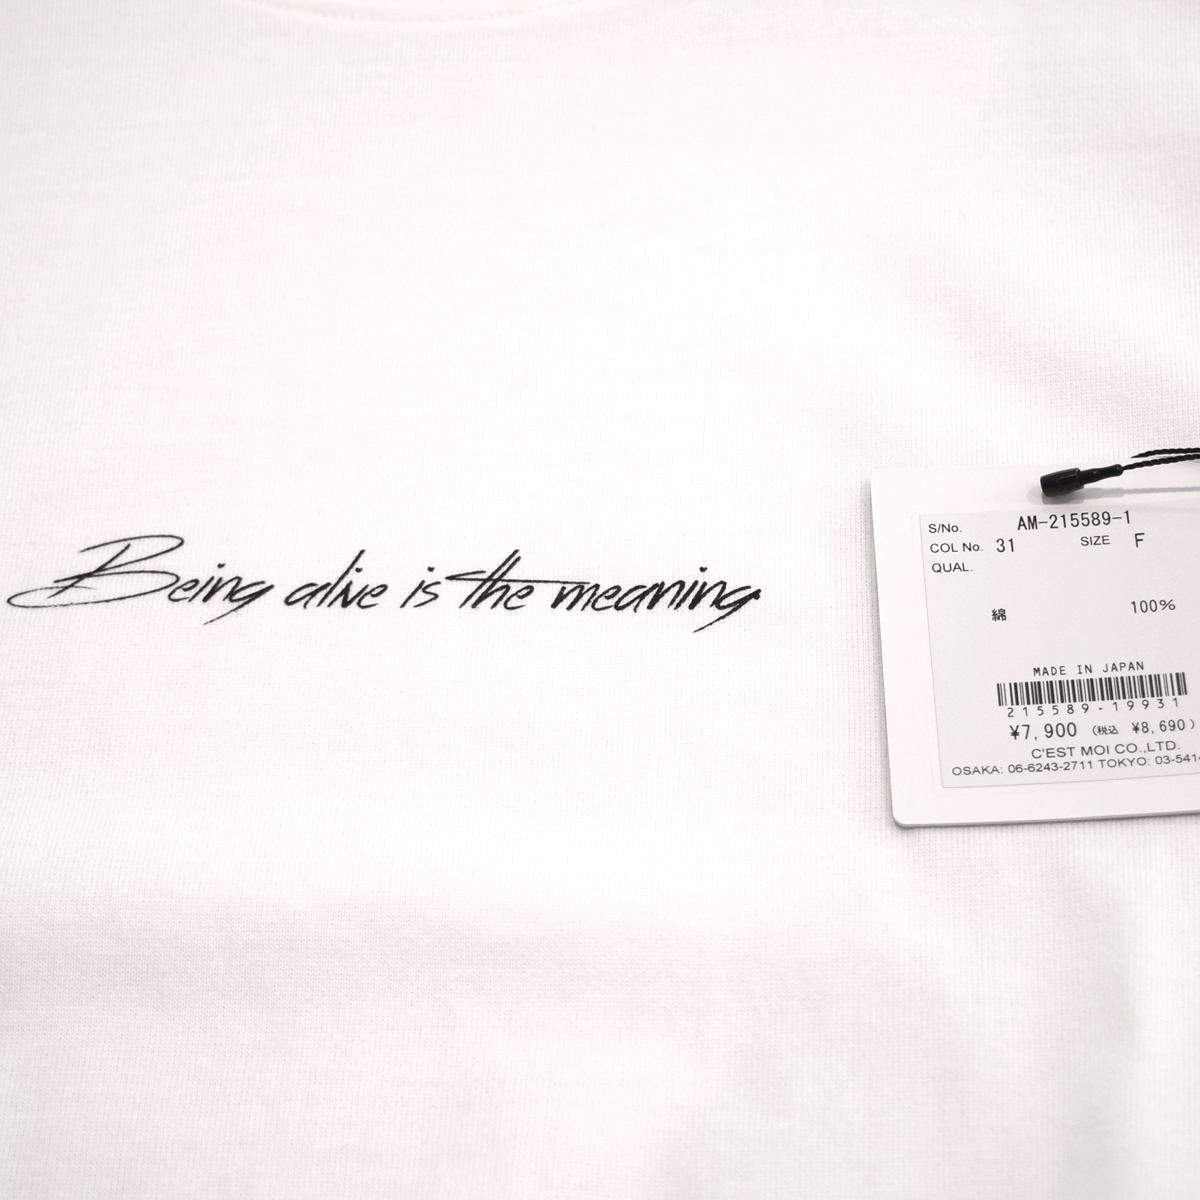 Being alive is the meaning
S/No. AM-215589-1
COL No. 31 SIZE F
QUAL.
綿 100%
MADE IN JAPAN
215589-19931
¥7,900 (税込 ¥8,690)
C'EST MOI CO.,LTD.
OSAKA: 06-6243-2711 TOKYO: 03-541